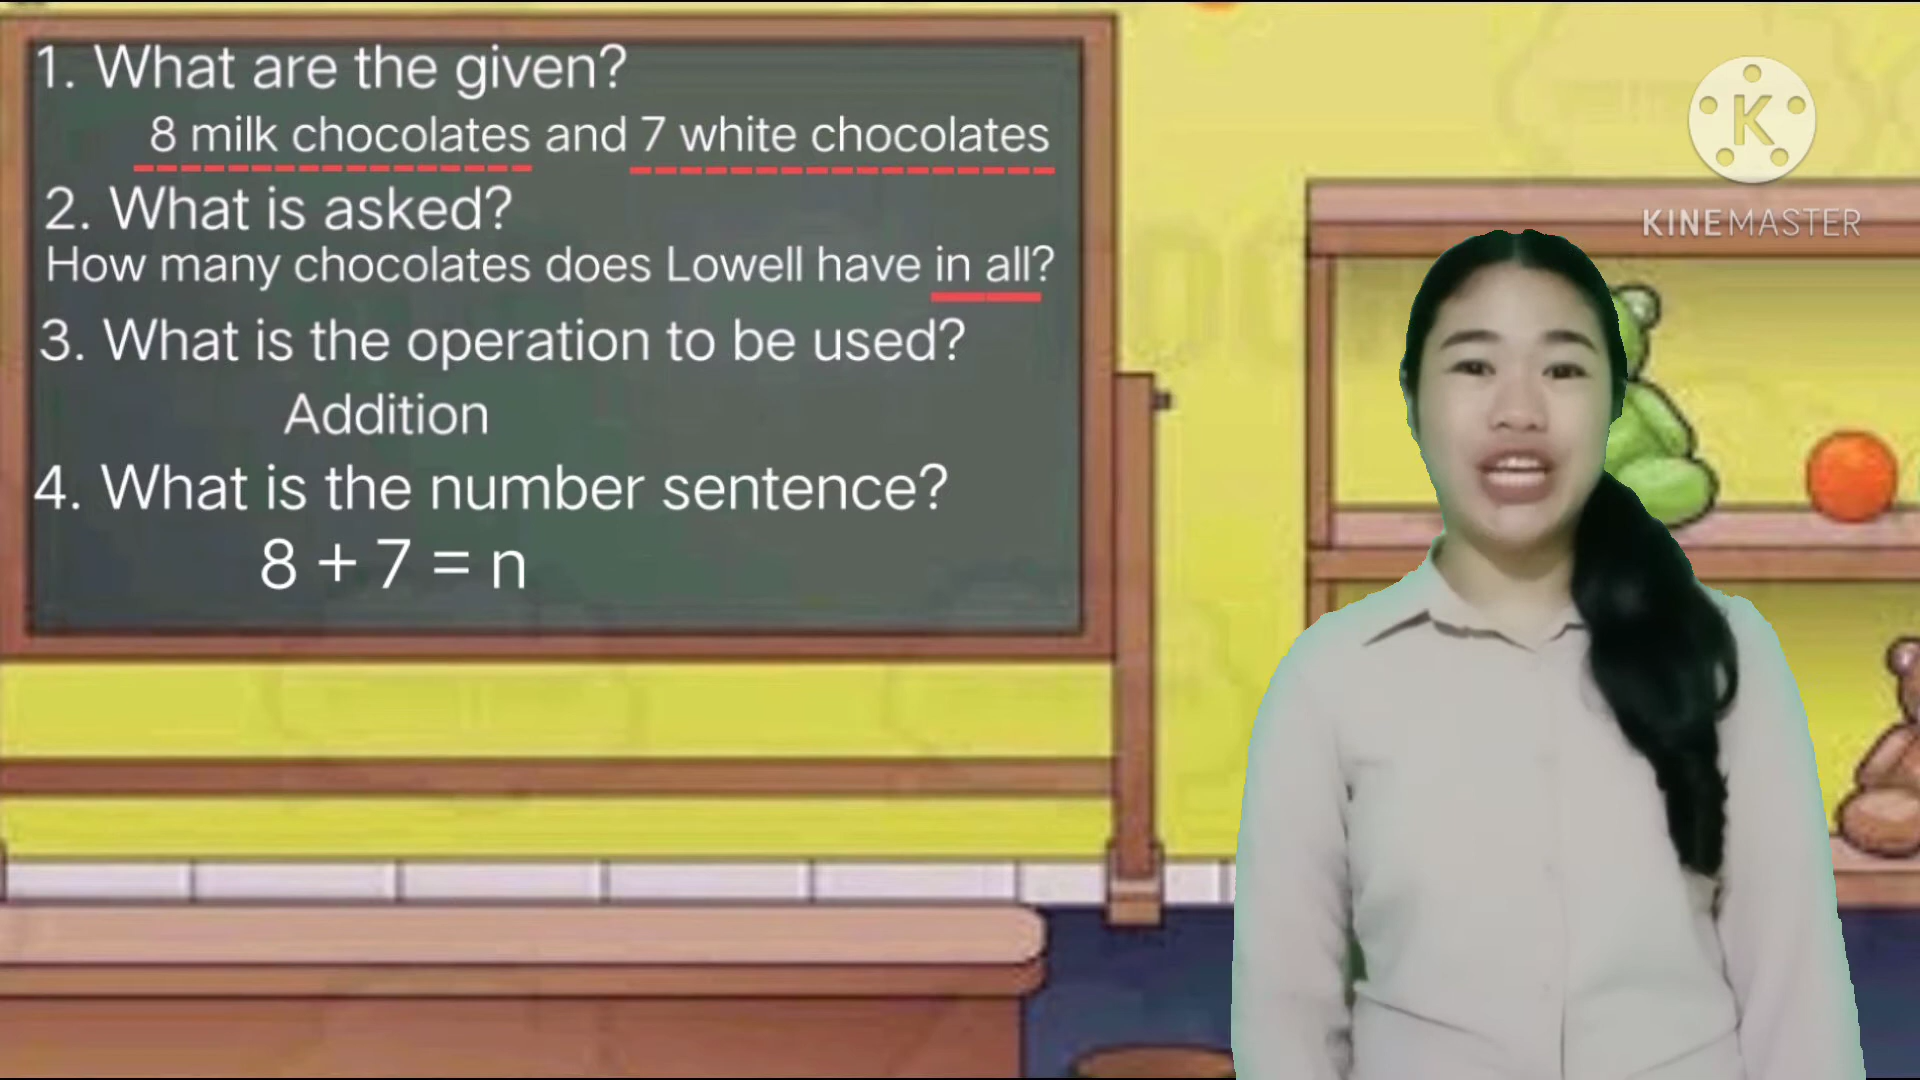 1. What are the given?
8 milk chocolates and 7 white chocolates
2. What is asked?
How many chocolates does Lowell have in all?
3. What is the operation to be used?
Addition
4. What is the number sentence?
8 + 7 = n
K
KINEMASTER